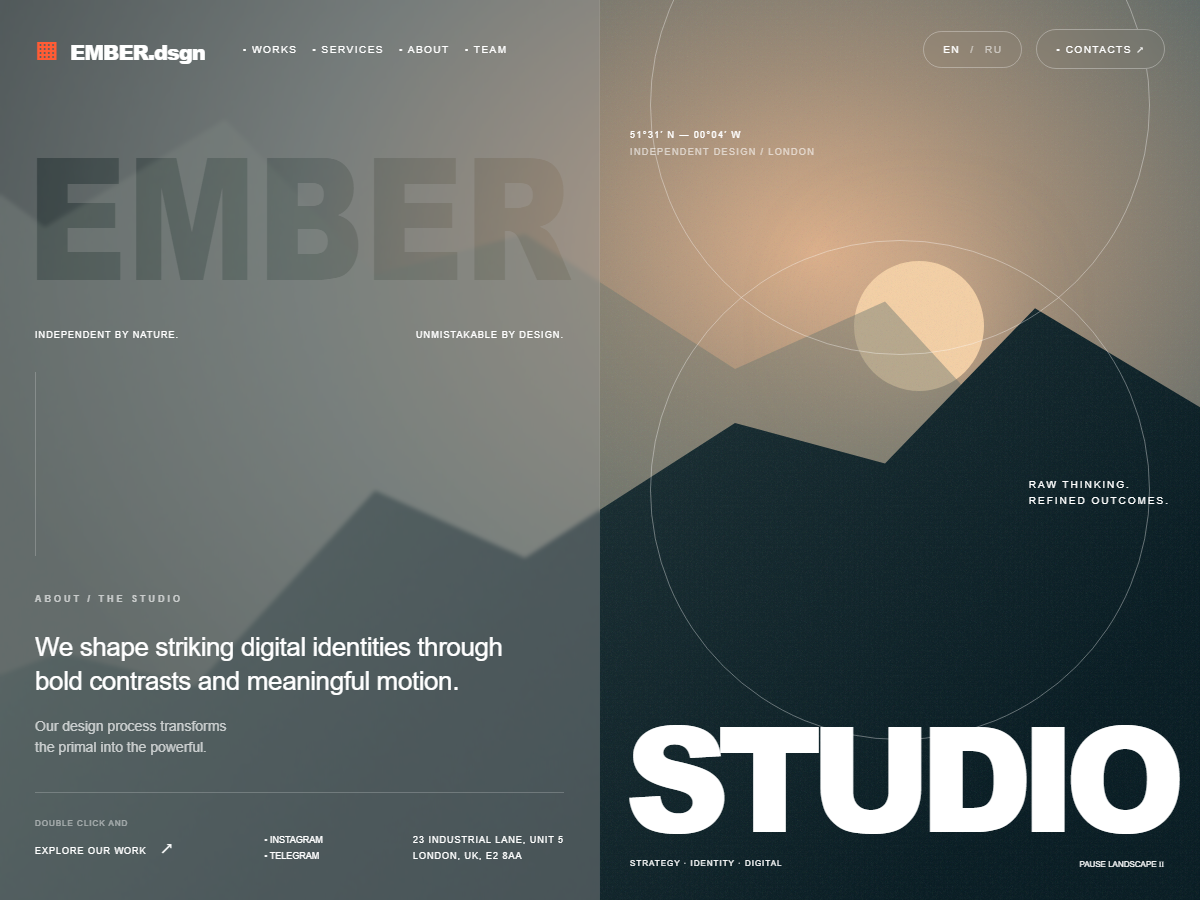 EMBER.dsgn
- WORKS - SERVICES - ABOUT - TEAM
EN / RU
- CONTACTS ↗
51°31' N — 00°04' W
INDEPENDENT DESIGN / LONDON
EMBER
INDEPENDENT BY NATURE.
UNMISTAKABLE BY DESIGN.
RAW THINKING.
REFINED OUTCOMES.
ABOUT / THE STUDIO
We shape striking digital identities through
bold contrasts and meaningful motion.
Our design process transforms
the primal into the powerful.
STUDIO
DOUBLE CLICK AND
EXPLORE OUR WORK ↗
- INSTAGRAM
- TELEGRAM
23 INDUSTRIAL LANE, UNIT 5
LONDON, UK, E2 8AA
STRATEGY · IDENTITY · DIGITAL
PAUSE LANDSCAPE II